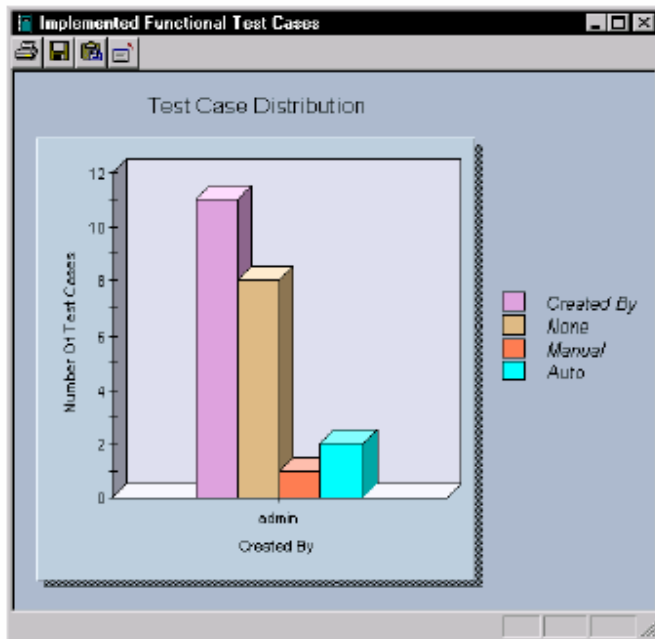 Implemented Functional Test Cases
Test Case Distribution
Number Of Test Cases
12
10
8
6
4
2
0
admin
Created By
Created By
None
Manual
Auto